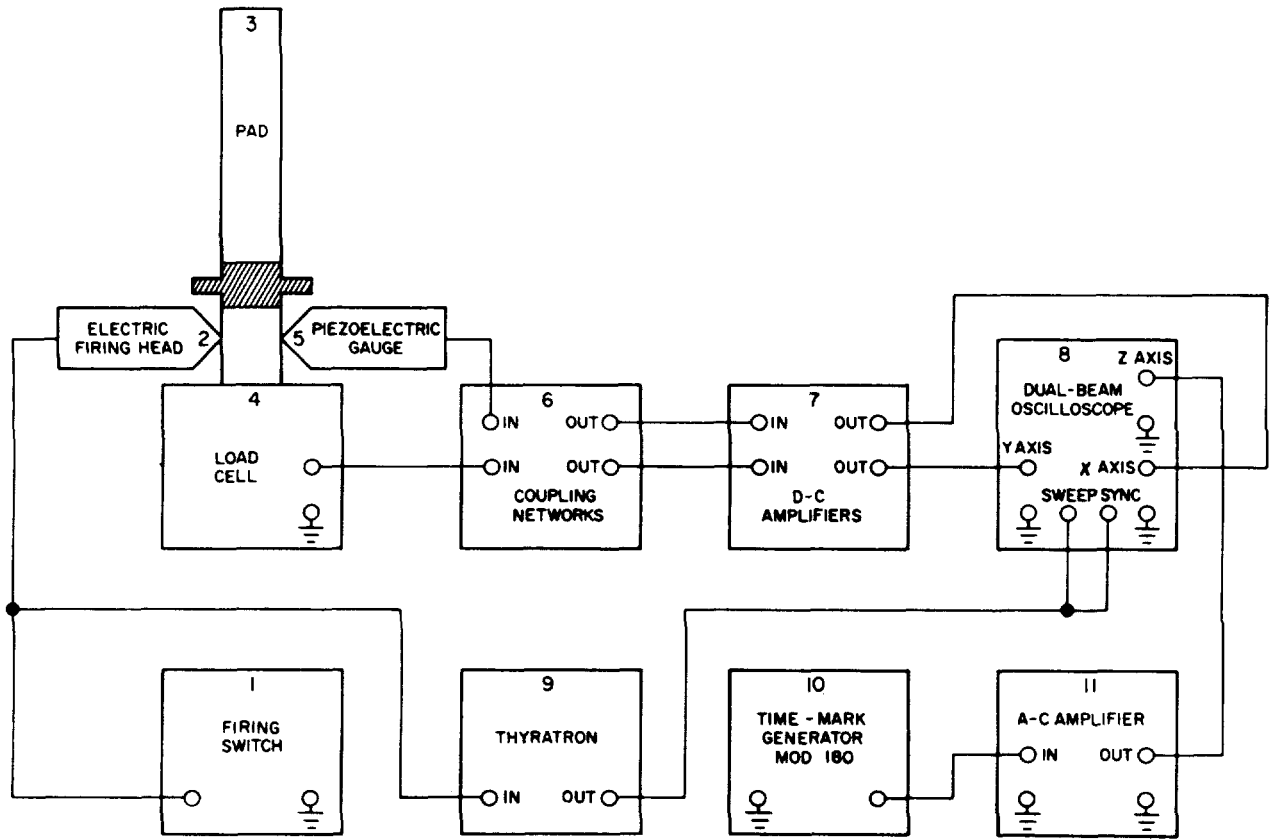 3
PAD
ELECTRIC
FIRING HEAD
2
5
PIEZOELECTRIC
GAUGE
4
LOAD
CELL
6
IN OUT
IN OUT
COUPLING
NETWORKS
7
IN OUT
IN OUT
D-C
AMPLIFIERS
8
Z AXIS
DUAL-BEAM
OSCILLOSCOPE
Y AXIS
X AXIS
SWEEP SYNC
1
FIRING
SWITCH
9
THYRATRON
IN OUT
10
TIME-MARK
GENERATOR
MOD 180
11
A-C AMPLIFIER
IN OUT